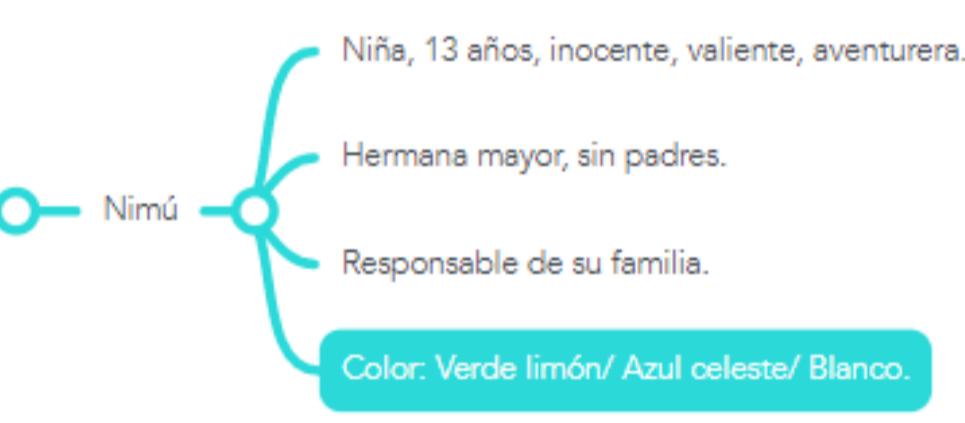 Niña, 13 años, inocente, valiente, aventurera.
Hermana mayor, sin padres.
Nimú
Responsable de su familia.
Color: Verde limón/ Azul celeste/ Blanco.